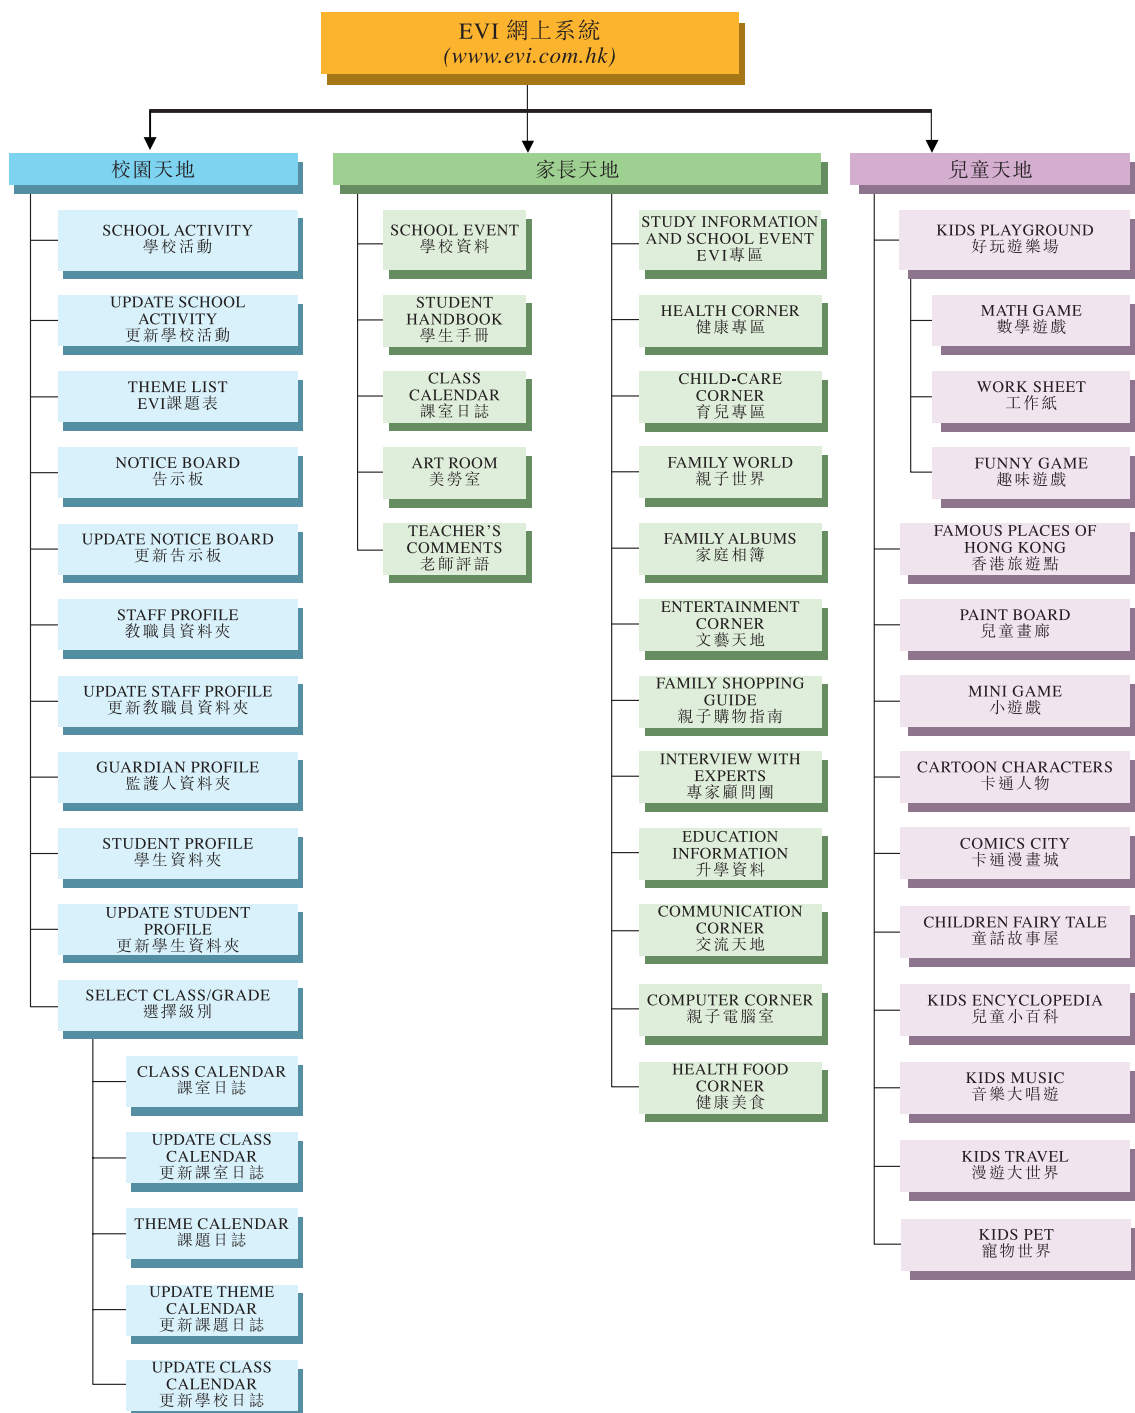 EVI 網上系統
(www.evi.com.hk)
校園天地
SCHOOL ACTIVITY
學校活動
UPDATE SCHOOL
ACTIVITY
更新學校活動
THEME LIST
EVI課題表
NOTICE BOARD
告示板
UPDATE NOTICE BOARD
更新告示板
STAFF PROFILE
教職員資料夾
UPDATE STAFF PROFILE
更新教職員資料夾
GUARDIAN PROFILE
監護人資料夾
STUDENT PROFILE
學生資料夾
UPDATE STUDENT
PROFILE
更新學生資料夾
SELECT CLASS/GRADE
選擇級別
CLASS CALENDAR
課室日誌
UPDATE CLASS
CALENDAR
更新課室日誌
THEME CALENDAR
課題日誌
UPDATE THEME
CALENDAR
更新課題日誌
UPDATE CLASS
CALENDAR
更新學校日誌
家長天地
SCHOOL EVENT
學校資料
STUDENT
HANDBOOK
學生手冊
CLASS
CALENDAR
課室日誌
ART ROOM
美勞室
TEACHER’S
COMMENTS
老師評語
STUDY INFORMATION
AND SCHOOL EVENT
EVI專區
HEALTH CORNER
健康專區
CHILD-CARE
CORNER
育兒專區
FAMILY WORLD
親子世界
FAMILY ALBUMS
家庭相簿
ENTERTAINMENT
CORNER
文藝天地
FAMILY SHOPPING
GUIDE
親子購物指南
INTERVIEW WITH
EXPERTS
專家顧問團
EDUCATION
INFORMATION
升學資料
COMMUNICATION
CORNER
交流天地
COMPUTER CORNER
親子電腦室
HEALTH FOOD
CORNER
健康美食
兒童天地
KIDS PLAYGROUND
好玩遊樂場
MATH GAME
數學遊戲
WORK SHEET
工作紙
FUNNY GAME
趣味遊戲
FAMOUS PLACES OF
HONG KONG
香港旅遊點
PAINT BOARD
兒童畫廊
MINI GAME
小遊戲
CARTOON CHARACTERS
卡通人物
COMICS CITY
卡通漫畫城
CHILDREN FAIRY TALE
童話故事屋
KIDS ENCYCLOPEDIA
兒童小百科
KIDS MUSIC
音樂大唱遊
KIDS TRAVEL
漫遊大世界
KIDS PET
寵物世界